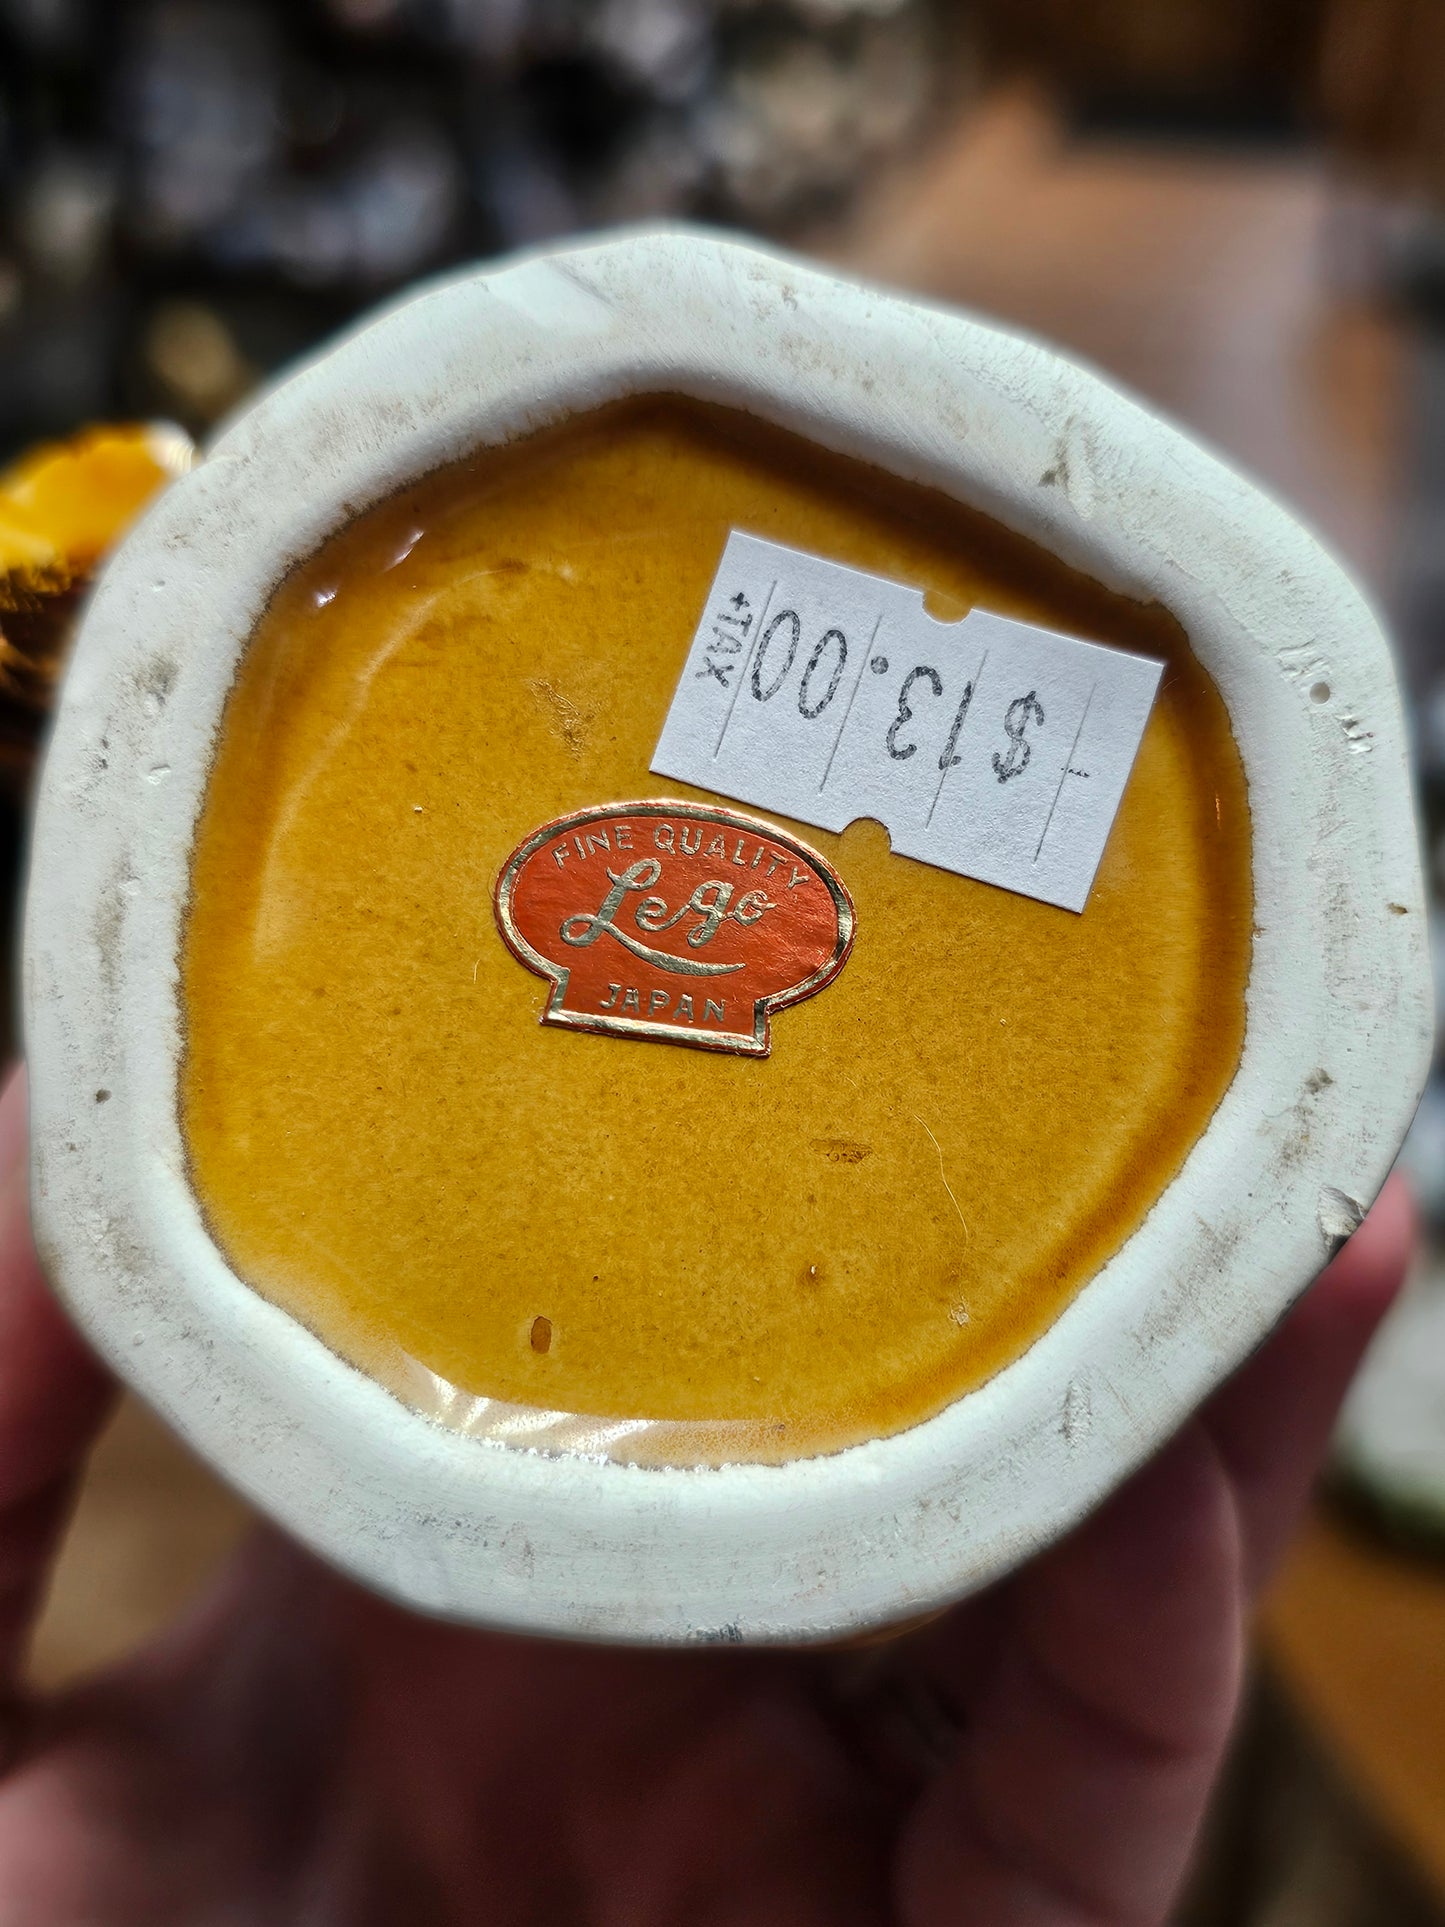 $13.00
+TAX
FINE QUALITY
Lego
JAPAN